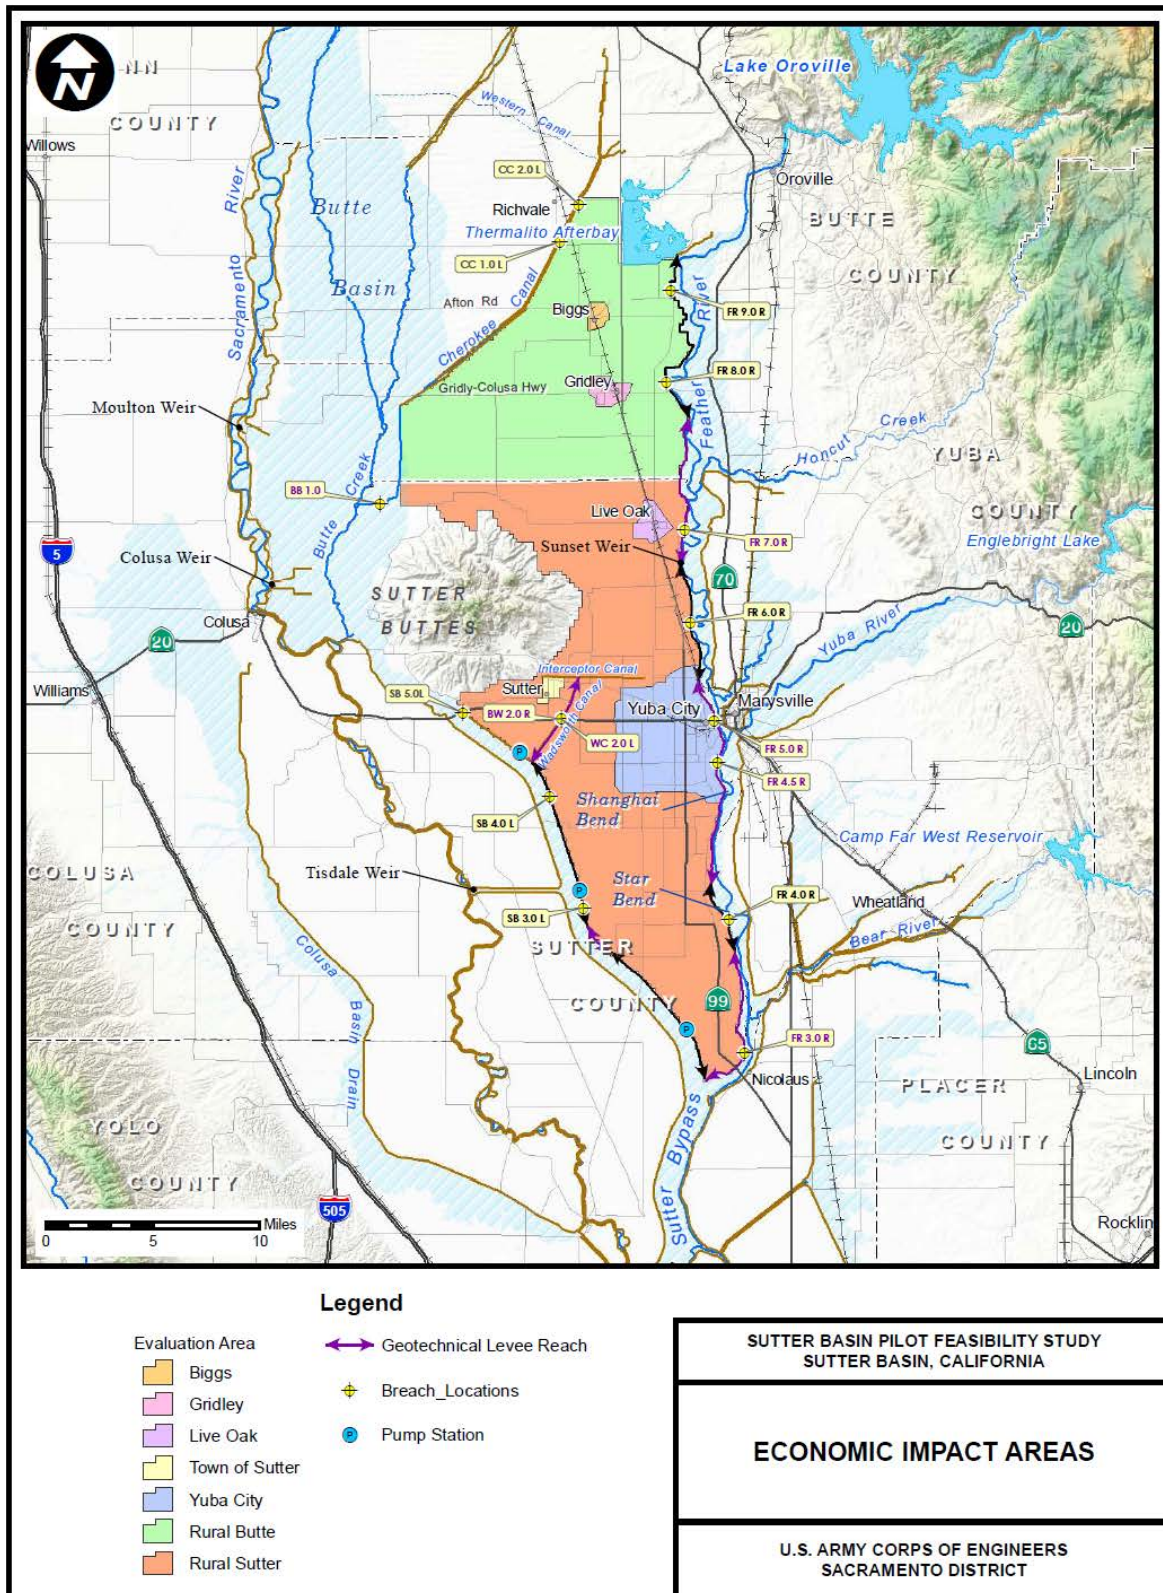 N
NN
COUNTY
Willows
Sacramento River
Butte
Basin
Western Canal
CC 2.0 L
Richvale
Thermalito Afterbay
CC 1.0 L
Afton Rd
Cherokee Canal
Biggs
Gridley
Gridly-Colusa Hwy
Lake Oroville
Oroville
BUTTE
COUNTY
FR 9.0 R
FR 8.0 R
Feather River
Honcut Creek
YUBA
COUNTY
Englebright Lake
Moulton Weir
BB 1.0
Butte Creek
Live Oak
Sunset Weir
FR 7.0 R
5
Colusa Weir
70
SUTTER
BUTTES
FR 6.0 R
Colusa
20
Yuba River
20
Williams
Interceptor Canal
Sutter
SB 5.0L
BW 2.0 R
Wadsworth Canal
WC 2.0 L
Yuba City
Marysville
FR 5.0 R
FR 4.5 R
P
SB 4.0 L
Shanghai
Bend
Camp Far West Reservoir
COLUSA
COUNTY
Tisdale Weir
P
Star
Bend
SB 3.0 L
FR 4.0 R
Wheatland
Bear River
SUTTER
COUNTY
Colusa Basin Drain
99
P
FR 3.0 R
65
Nicolaus
Lincoln
PLACER
COUNTY
YOLO
COUNTY
Sutter Bypass
505
Rocklin
Miles
0 5 10
Legend
Evaluation Area
Biggs
Gridley
Live Oak
Town of Sutter
Yuba City
Rural Butte
Rural Sutter
Geotechnical Levee Reach
Breach_Locations
P Pump Station
SUTTER BASIN PILOT FEASIBILITY STUDY
SUTTER BASIN, CALIFORNIA
ECONOMIC IMPACT AREAS
U.S. ARMY CORPS OF ENGINEERS
SACRAMENTO DISTRICT